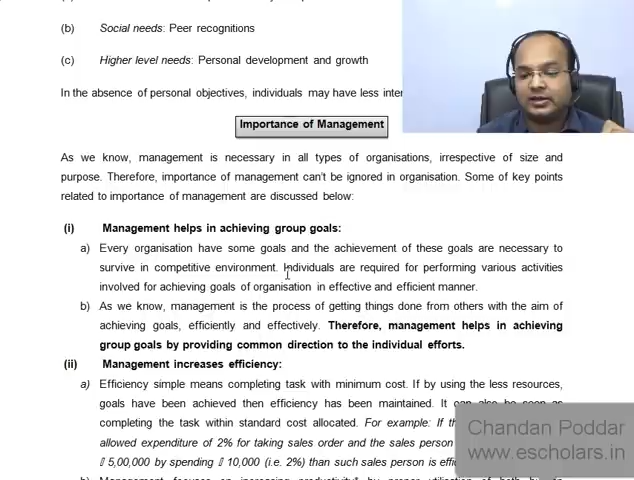 (b) Social needs: Peer recognitions
(c) Higher level needs: Personal development and growth
In the absence of personal objectives, individuals may have less
Importance of Management
As we know, management is necessary in all types of organisations, irrespective of size and
purpose. Therefore, importance of management can't be ignored in organisation. Some of key points
related to importance of management are discussed below:
(i) Management helps in achieving group goals:
a) Every organisation have some goals and the achievement of these goals are necessary to
survive in competitive environment. Individuals are required for performing various activities
involved for achieving goals of organisation in effective and efficient manner.
b) As we know, management is the process of getting things done from others with the aim of
achieving goals, efficiently and effectively. Therefore, management helps in achieving
group goals by providing common direction to the individual efforts.
(ii) Management increases efficiency:
a) Efficiency simple means completing task with minimum cost. If by using the less resources,
goals have been achieved then efficiency has been maintained. It can also be seen as
completing the task within standard cost allocated. For example: If
allowed expenditure of 2% for taking sales order and the sales person
5,00,000 by spending 10,000 (i.e. 2%) than such sales person is
Chandan Poddar
www.escholars.in